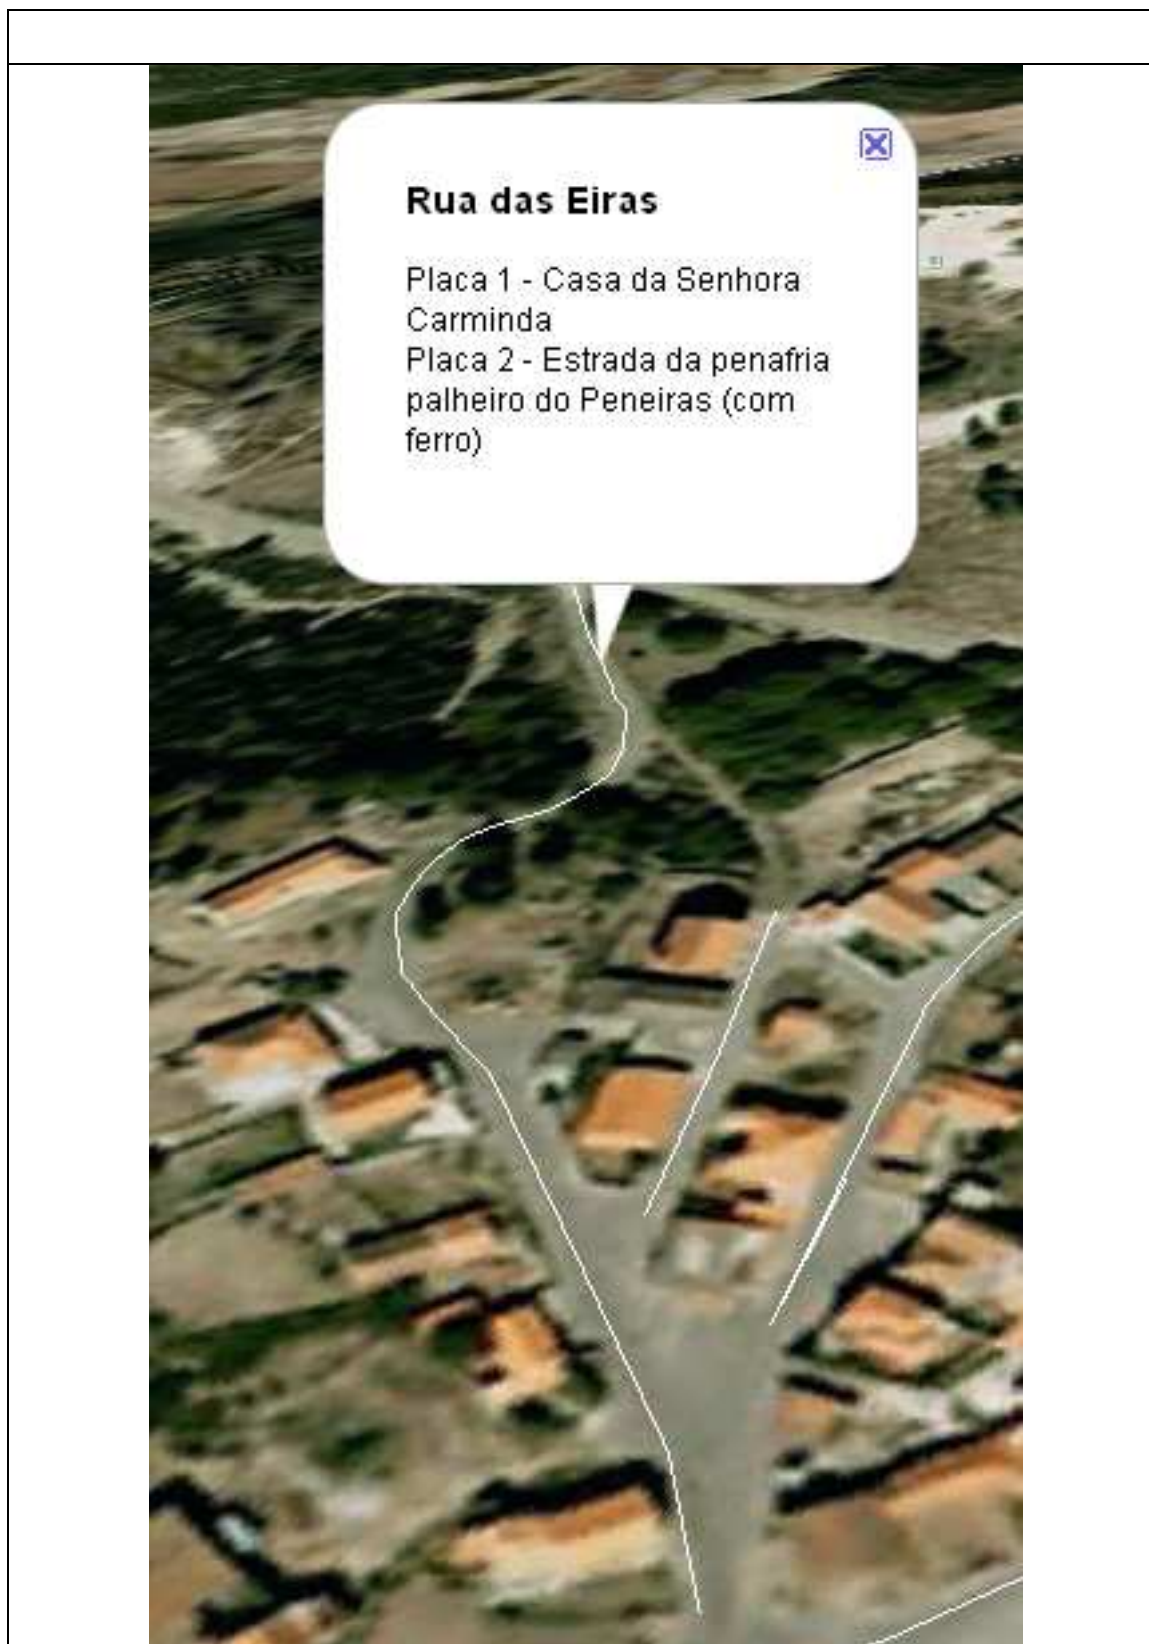 Rua das Eiras
Placa 1 - Casa da Senhora
Carminda
Placa 2 - Estrada da penafria
palheiro do Peneiras (com
ferro)